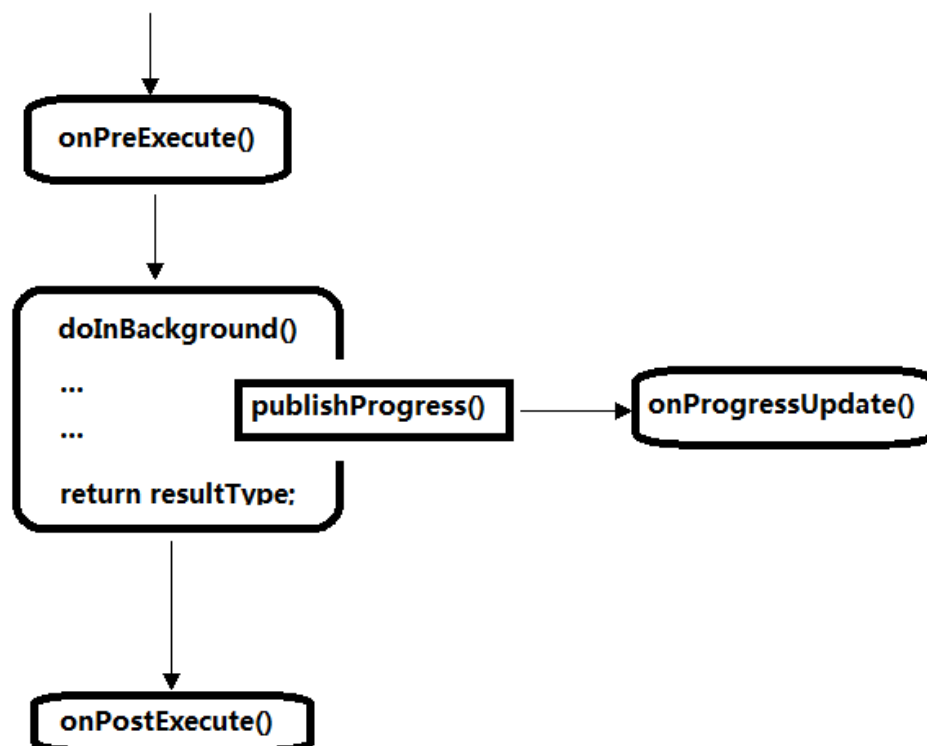 onPreExecute()
doInBackground()
...
publishProgress()
onProgressUpdate()
...
return resultType;
onPostExecute()